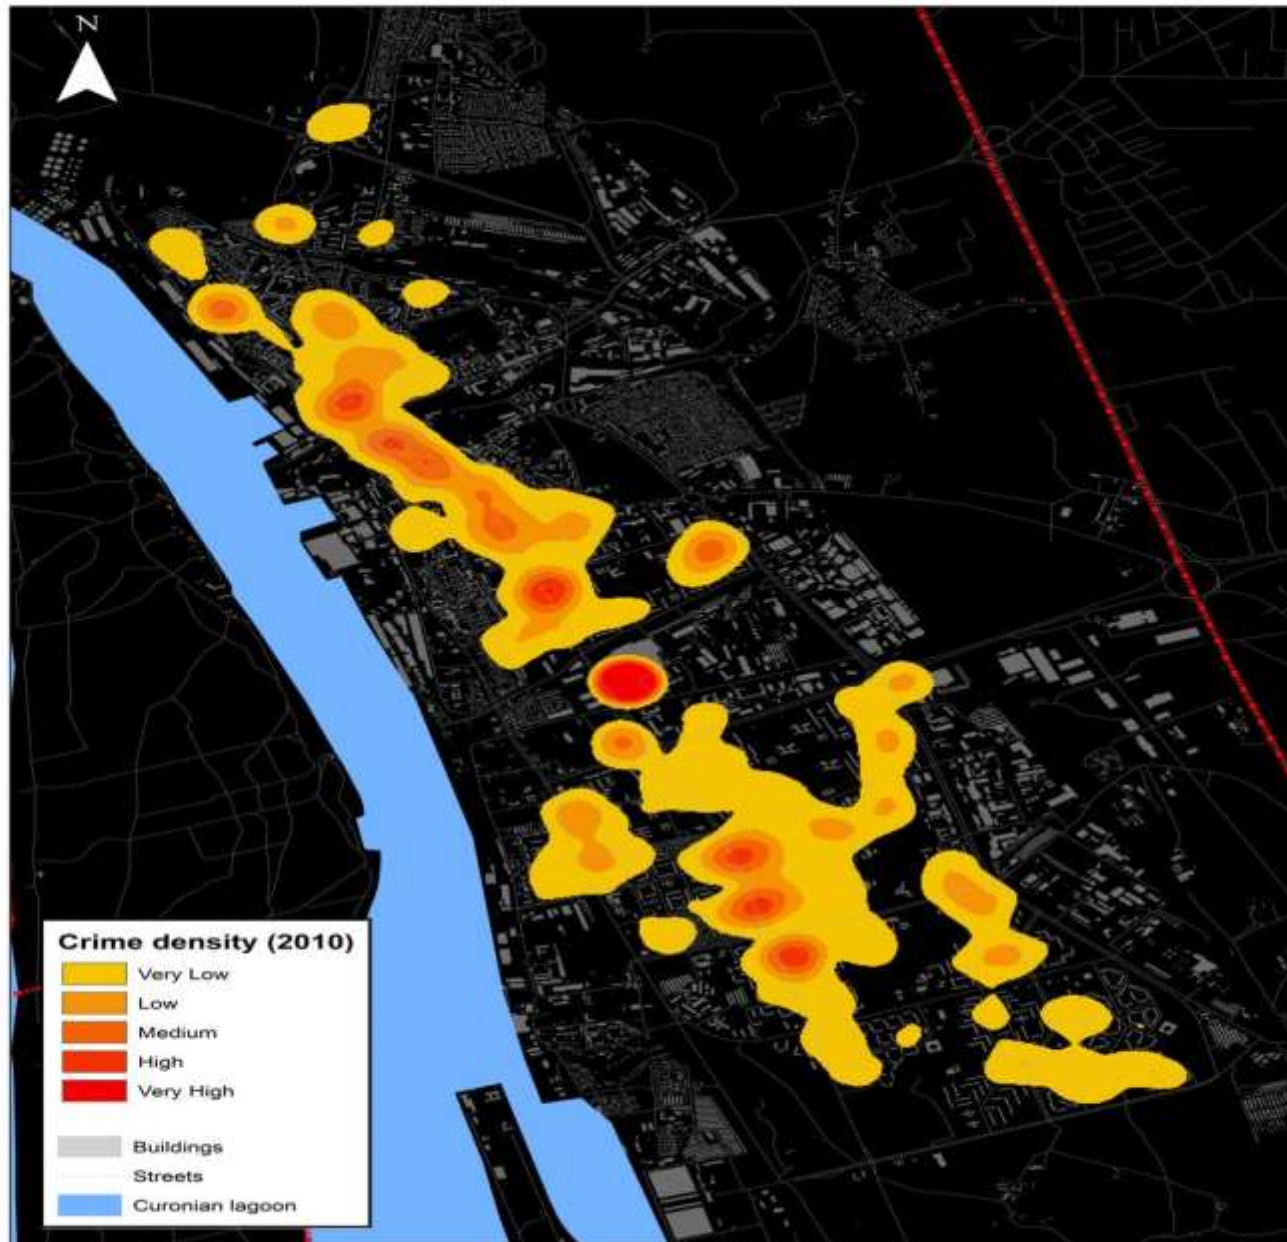 N
Crime density (2010)
Very Low
Low
Medium
High
Very High
Buildings
Streets
Curonian lagoon